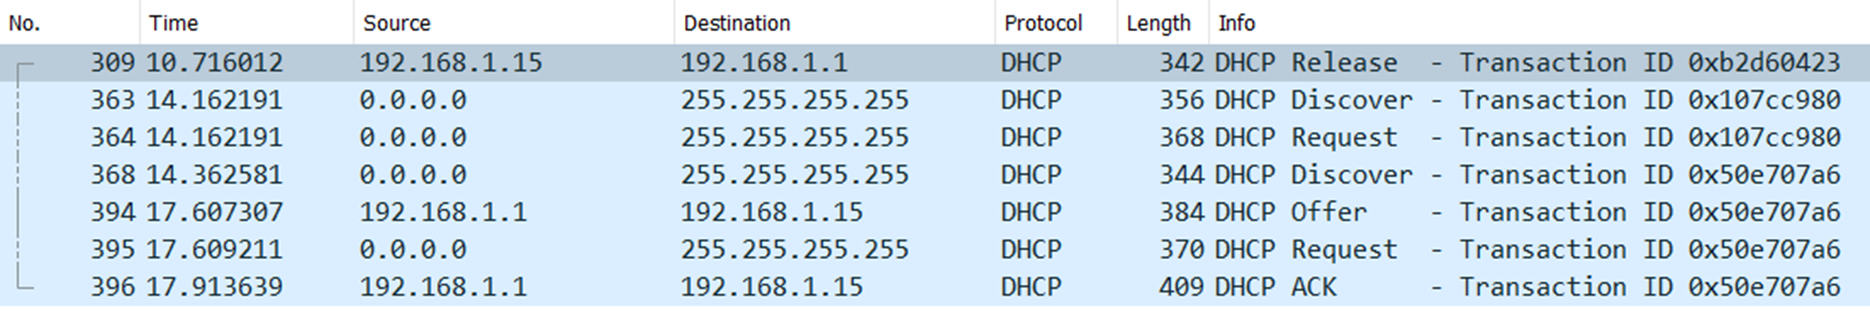 No. Time Source Destination Protocol Length Info
309 10.716012 192.168.1.15 192.168.1.1 DHCP 342 DHCP Release - Transaction ID 0xb2d60423
363 14.162191 0.0.0.0 255.255.255.255 DHCP 356 DHCP Discover - Transaction ID 0x107cc980
364 14.162191 0.0.0.0 255.255.255.255 DHCP 368 DHCP Request - Transaction ID 0x107cc980
368 14.362581 0.0.0.0 255.255.255.255 DHCP 344 DHCP Discover - Transaction ID 0x50e707a6
394 17.607307 192.168.1.1 192.168.1.15 DHCP 384 DHCP Offer - Transaction ID 0x50e707a6
395 17.609211 0.0.0.0 255.255.255.255 DHCP 370 DHCP Request - Transaction ID 0x50e707a6
396 17.913639 192.168.1.1 192.168.1.15 DHCP 409 DHCP ACK - Transaction ID 0x50e707a6